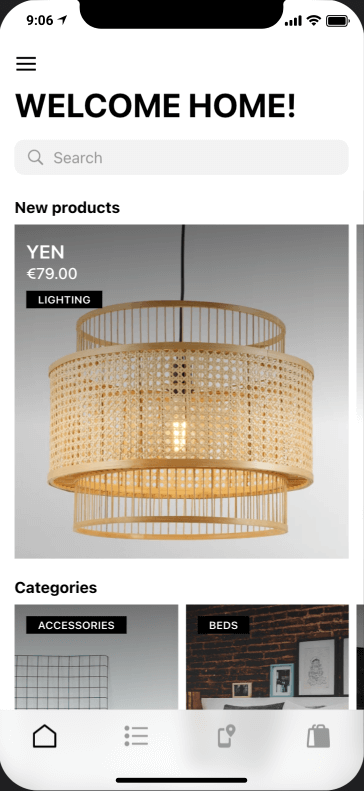 9:06
WELCOME HOME!
Search
New products
YEN
€79.00
LIGHTING
Categories
ACCESSORIES
BEDS